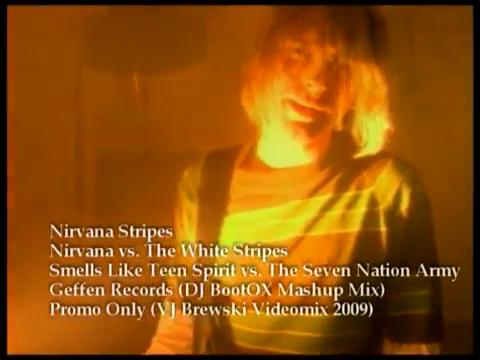 Nirvana Stripes
Nirvana vs. The White Stripes
Smells Like Teen Spirit vs. The Seven Nation Army
Geffen Records (DJ BootOX Mashup Mix)
Promo Only (VJ Brewski Videomix 2009)